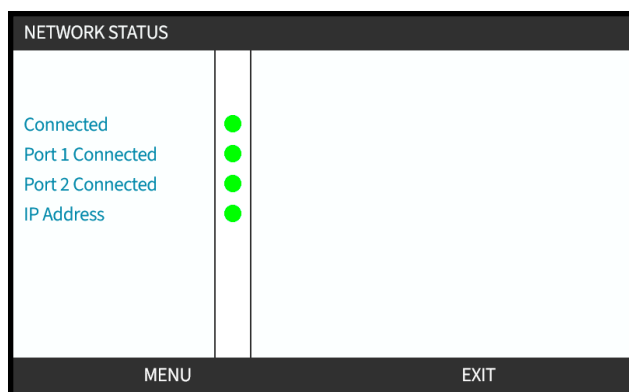 NETWORK STATUS
Connected
Port 1 Connected
Port 2 Connected
IP Address
MENU EXIT